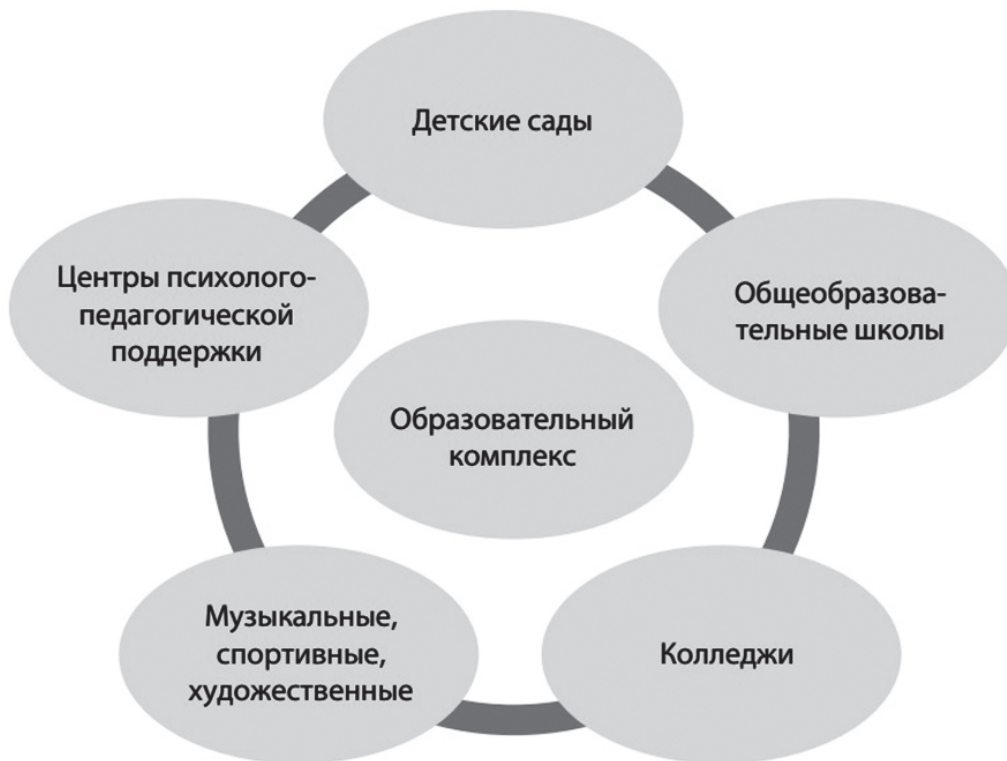 Детские сады
Центры психолого-
педагогической
поддержки
Общеобразова-
тельные школы
Образовательный
комплекс
Музыкальные,
спортивные,
художественные
Колледжи